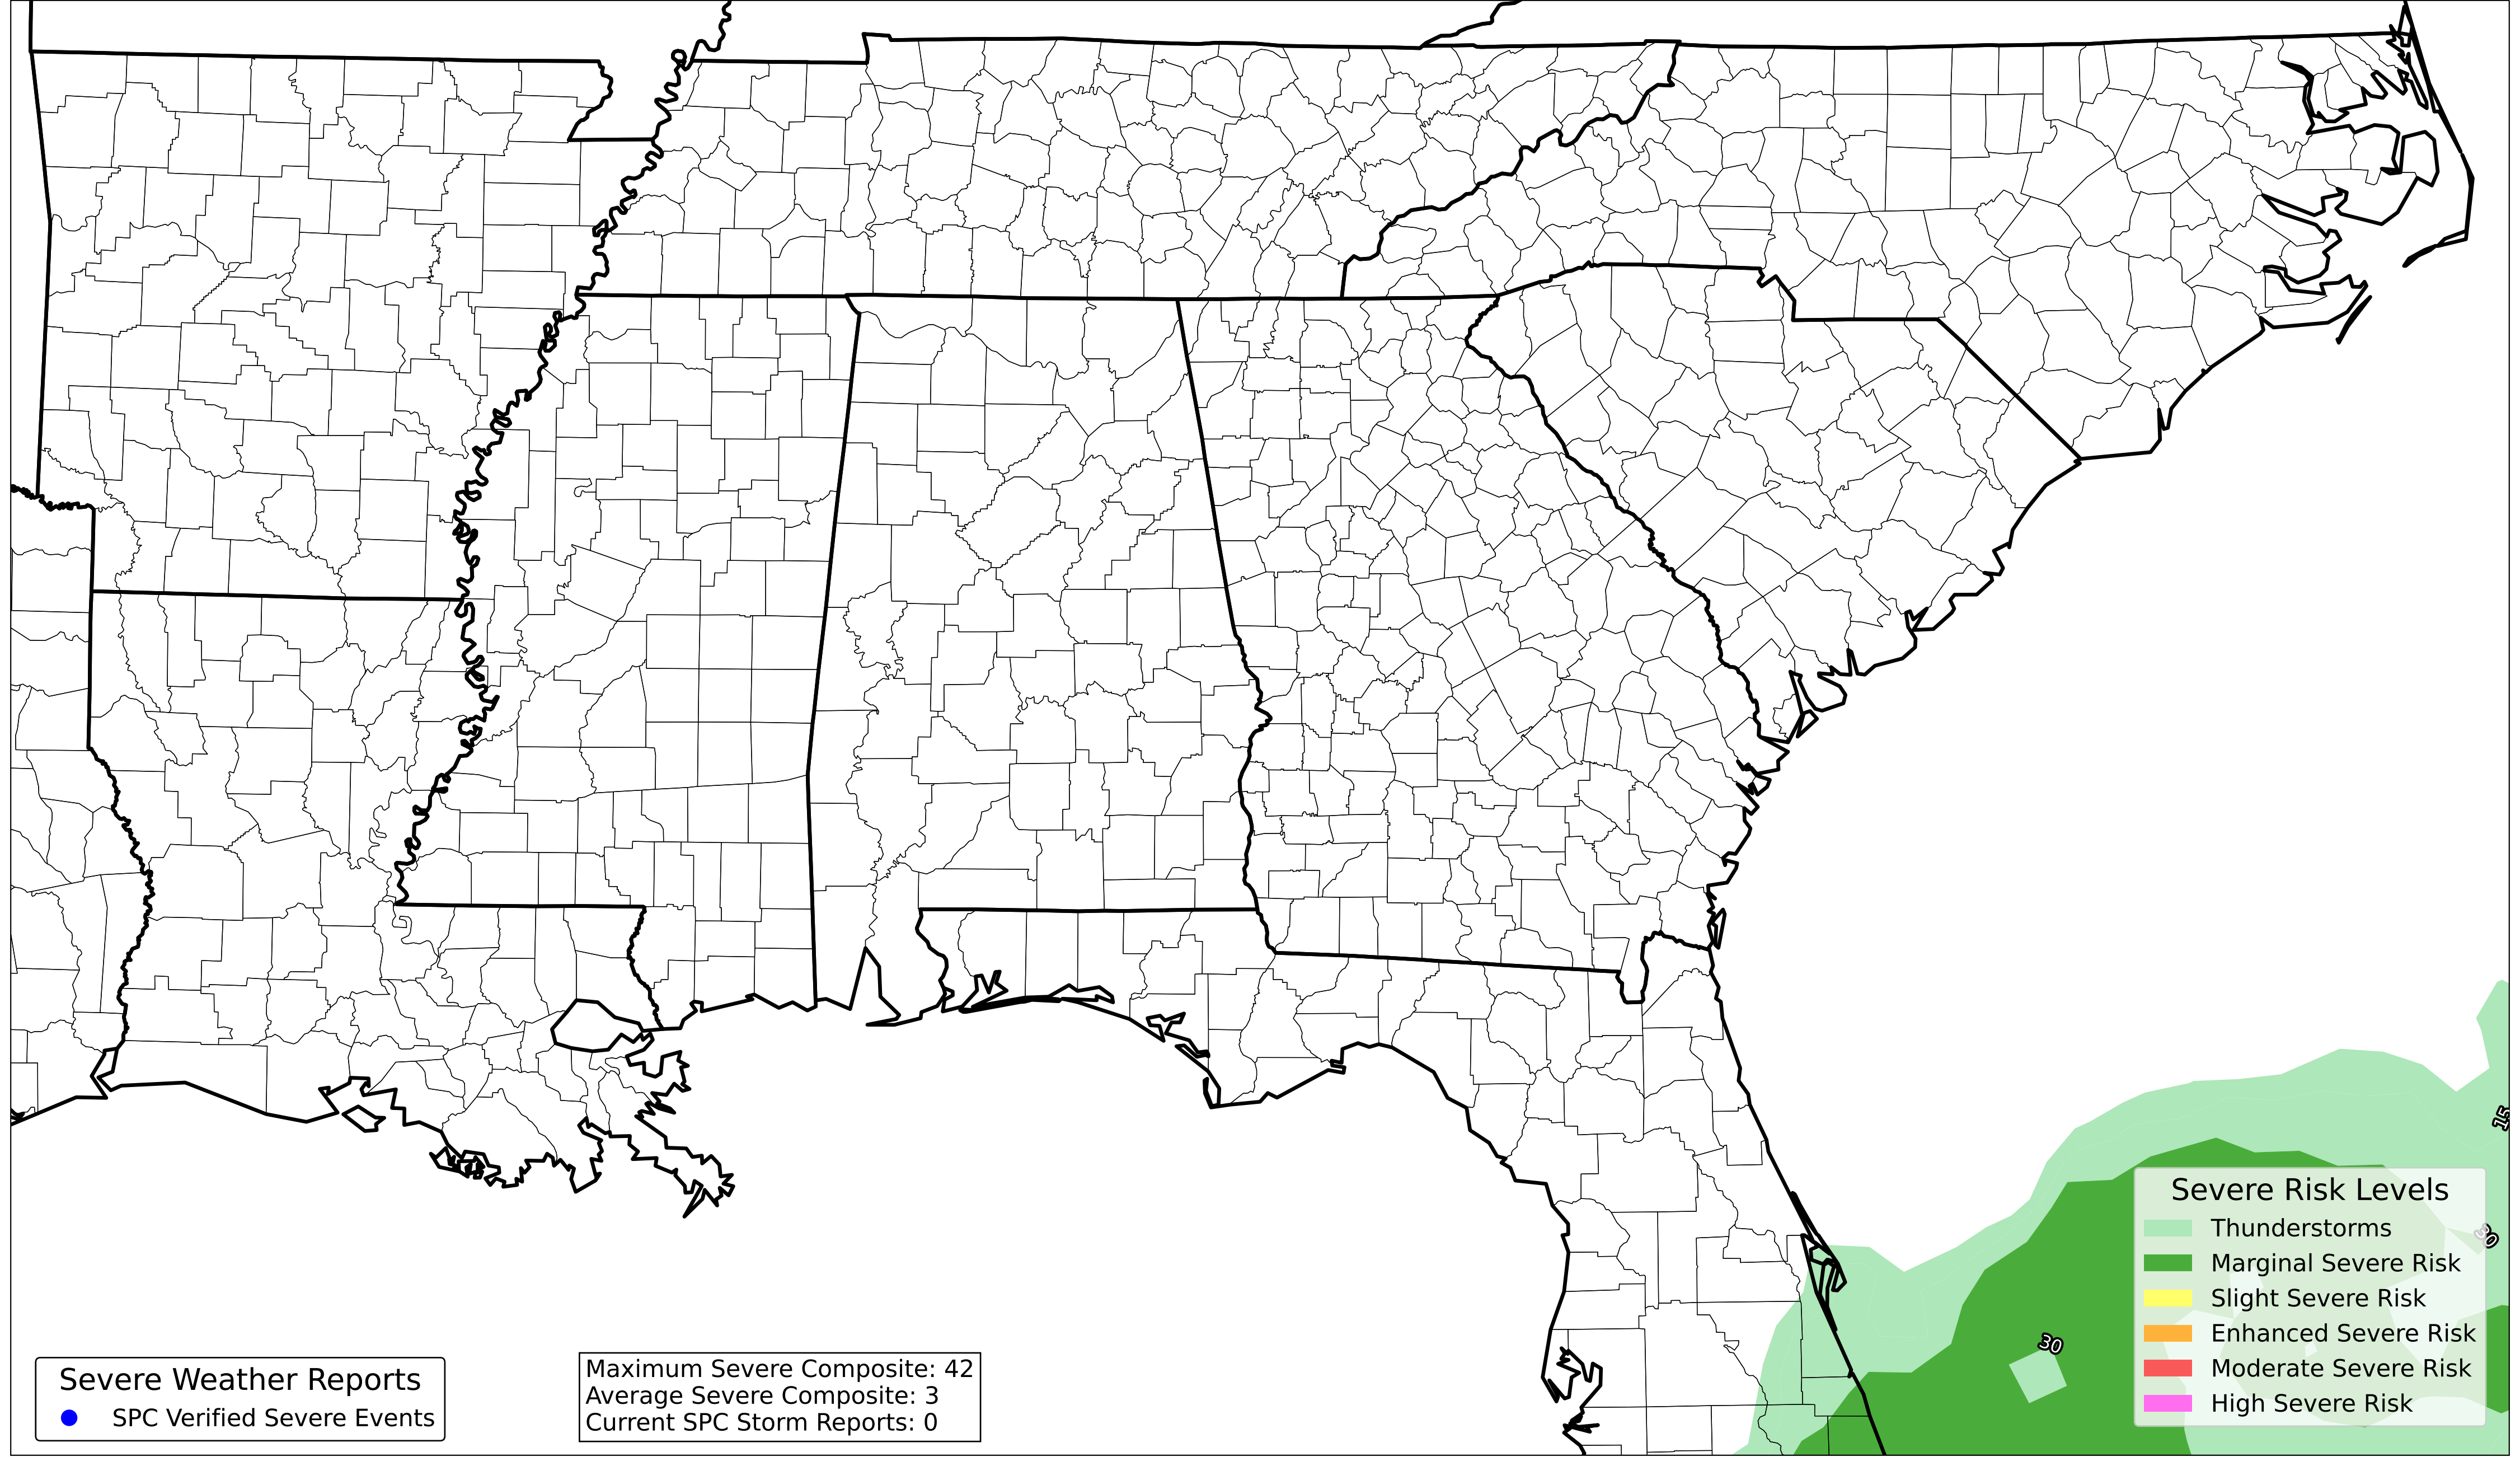 15
30
30
Severe Risk Levels
Thunderstorms
Marginal Severe Risk
Slight Severe Risk
Enhanced Severe Risk
Moderate Severe Risk
High Severe Risk
Severe Weather Reports
SPC Verified Severe Events
Maximum Severe Composite: 42
Average Severe Composite: 3
Current SPC Storm Reports: 0